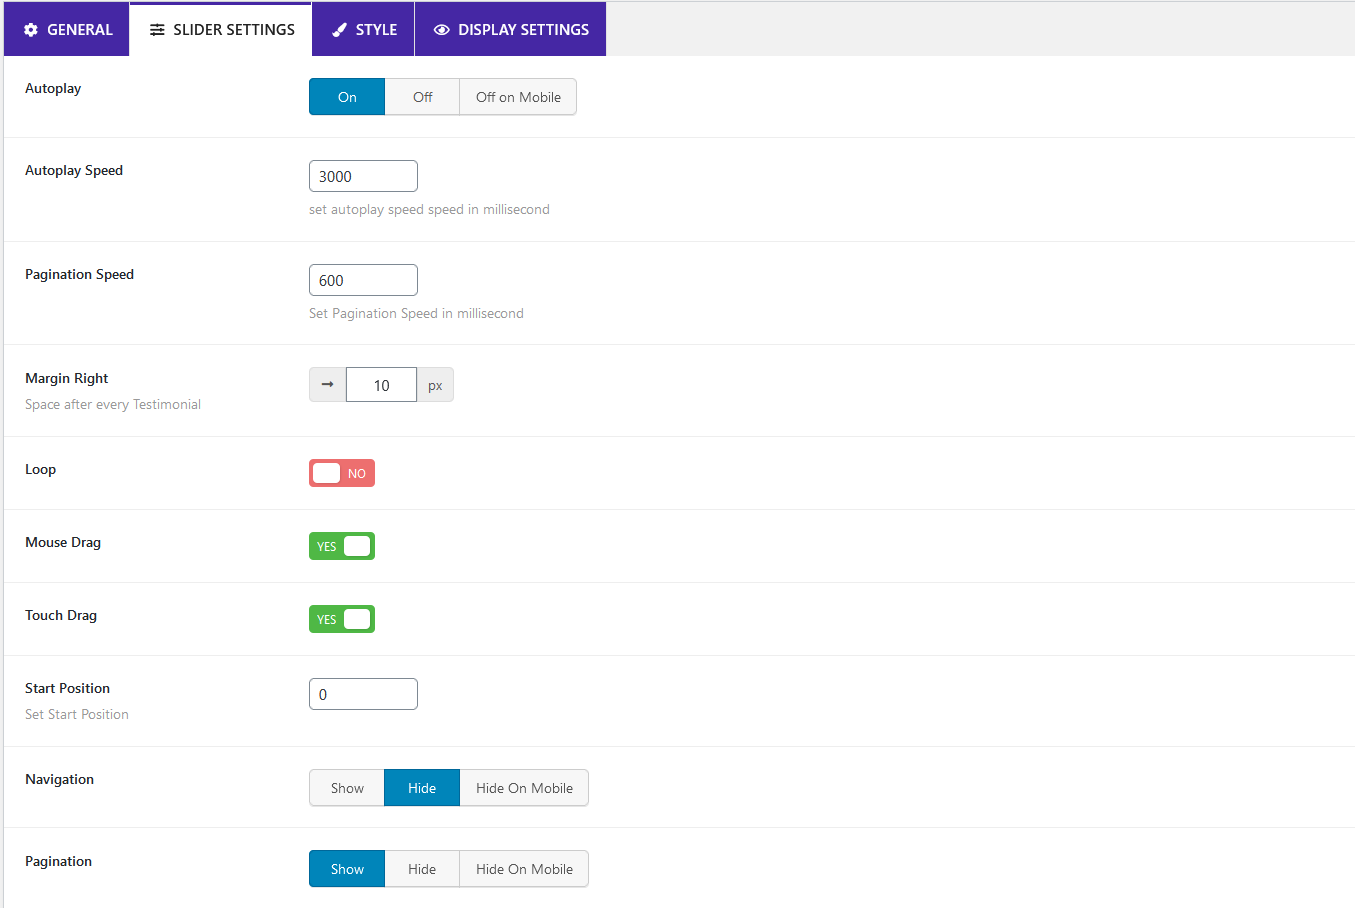 GENERAL SLIDER SETTINGS STYLE DISPLAY SETTINGS
Autoplay On Off Off on Mobile
Autoplay Speed 3000
set autoplay speed speed in millisecond
Pagination Speed 600
Set Pagination Speed in millisecond
Margin Right 10 px
Space after every Testimonial
Loop NO
Mouse Drag YES
Touch Drag YES
Start Position 0
Set Start Position
Navigation Show Hide Hide On Mobile
Pagination Show Hide Hide On Mobile